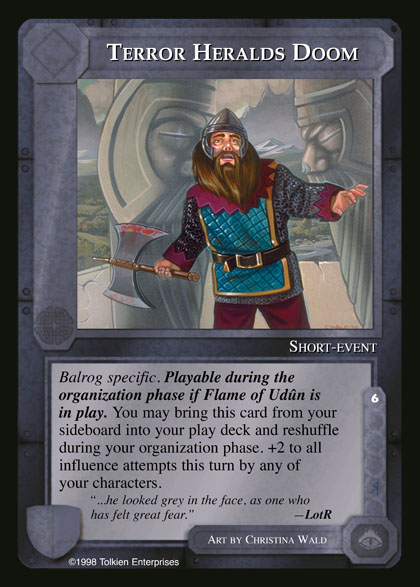 Terror Heralds Doom
Short-event
Balrog specific. Playable during the
organization phase if Flame of Udûn is
in play. You may bring this card from your
sideboard into your play deck and reshuffle
during your organization phase. +2 to all
influence attempts this turn by any of
your characters.
6
“...he looked grey in the face, as one who
has felt great fear.” —LotR
Art by Christina Wald
©1998 Tolkien Enterprises